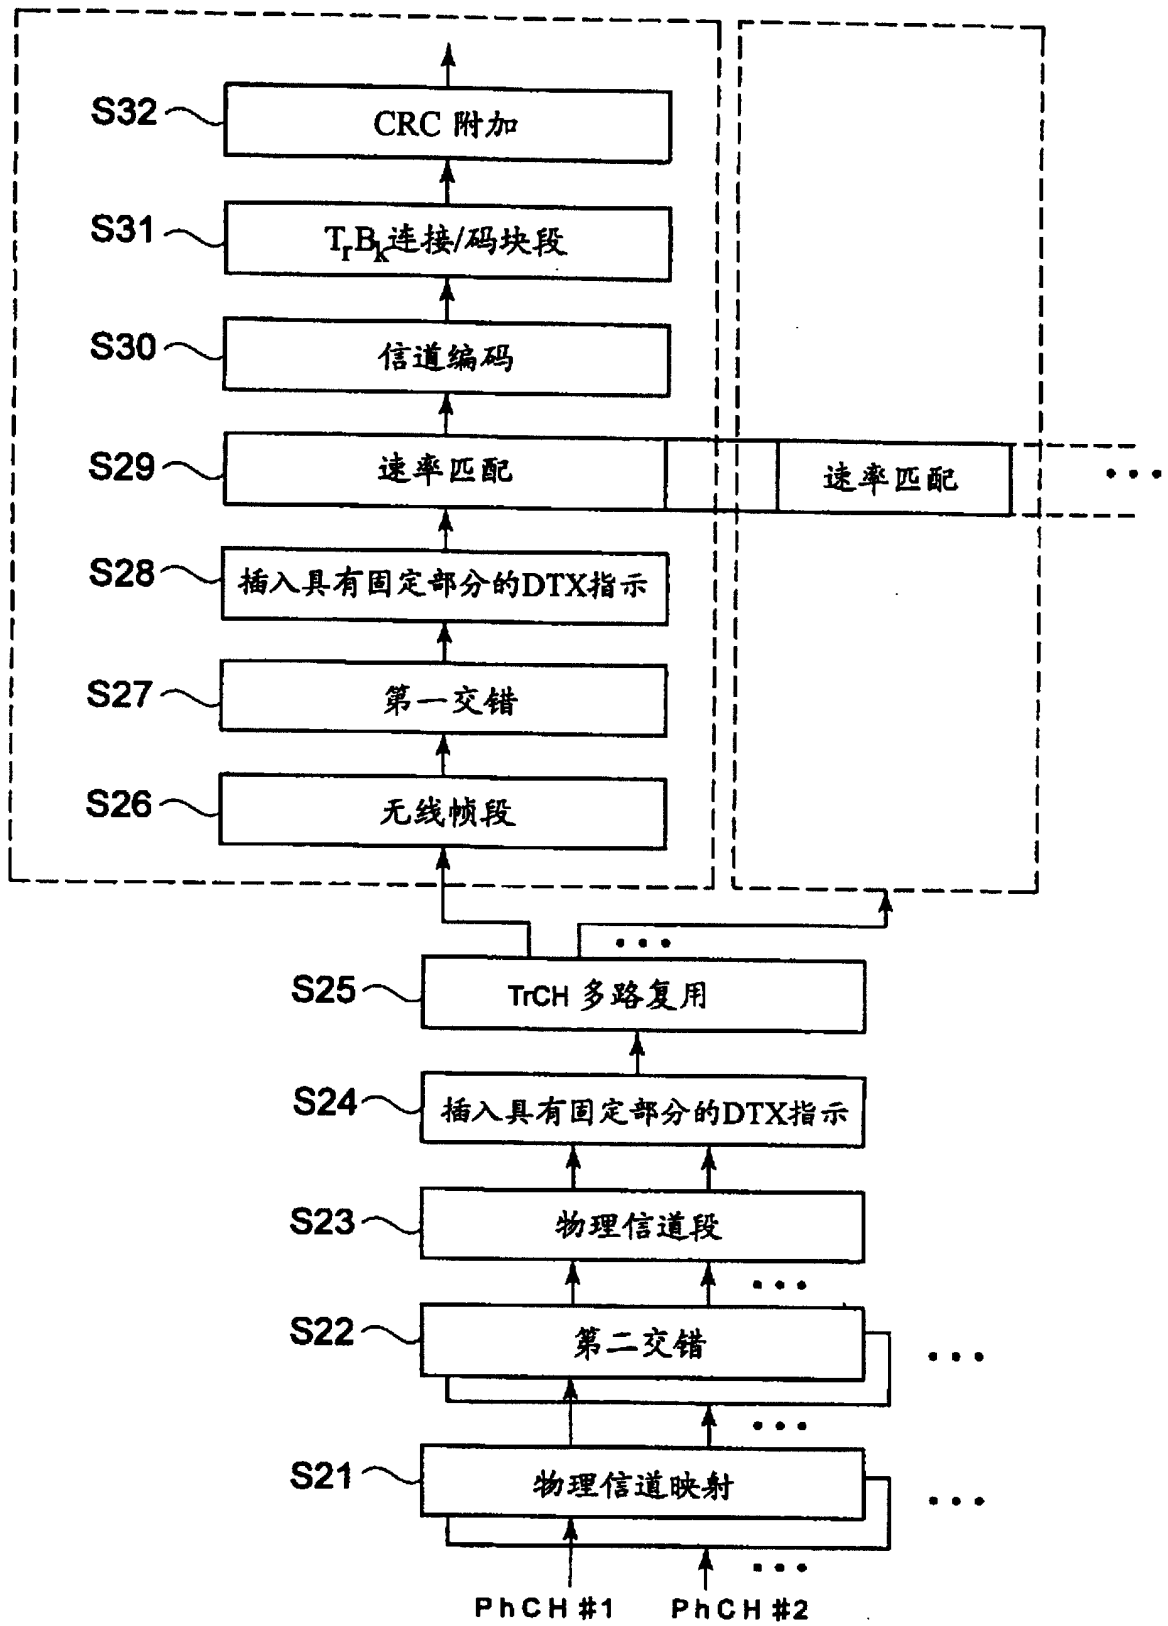 S32 CRC 附加
S31 TrBk连接/码块段
S30 信道编码
S29 速率匹配 速率匹配
S28 插入具有固定部分的DTX指示
S27 第一交错
S26 无线帧段
S25 TrCH 多路复用
S24 插入具有固定部分的DTX指示
S23 物理信道段
S22 第二交错
S21 物理信道映射
PhCH #1 PhCH #2